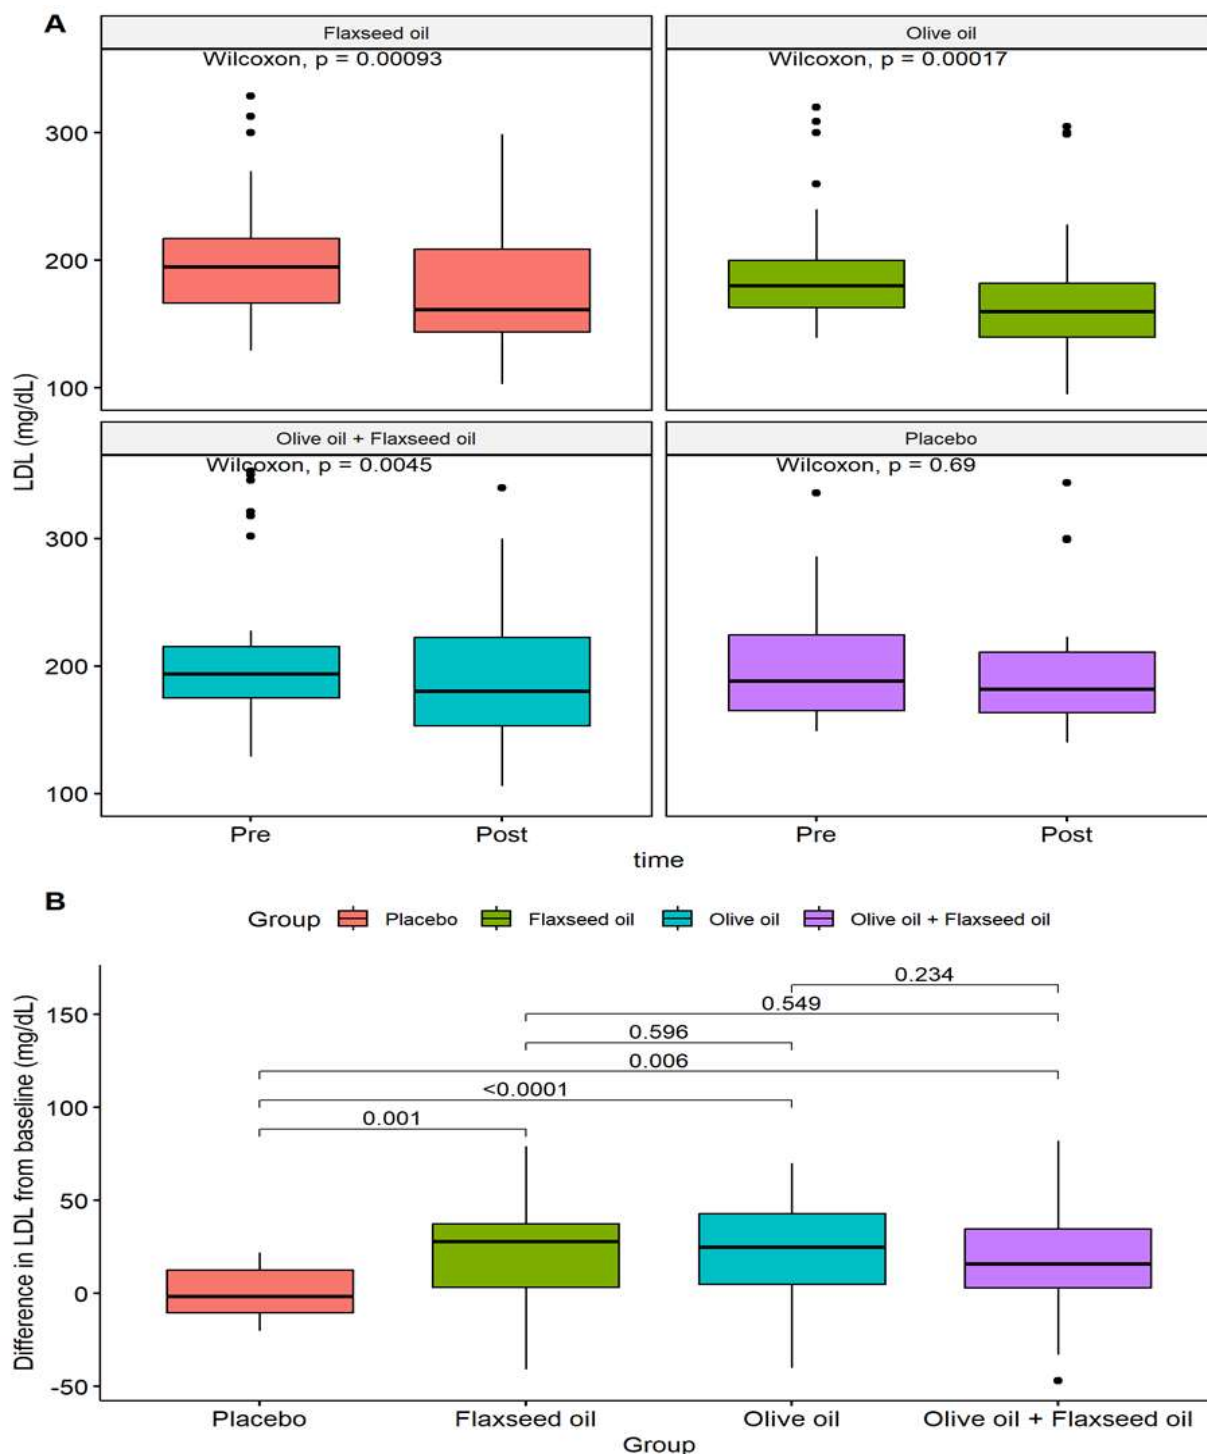 A
Flaxseed oil
Olive oil
Wilcoxon, p = 0.00093
Wilcoxon, p = 0.00017
300
200
100
LDL (mg/dL)
Olive oil + Flaxseed oil
Placebo
Wilcoxon, p = 0.0045
Wilcoxon, p = 0.69
300
200
100
Pre
Post
Pre
Post
time
B
Group Placebo Flaxseed oil Olive oil Olive oil + Flaxseed oil
Difference in LDL from baseline (mg/dL)
0.234
150
0.549
0.596
0.006
100
<0.0001
0.001
50
0
-50
Placebo
Flaxseed oil
Olive oil
Olive oil + Flaxseed oil
Group